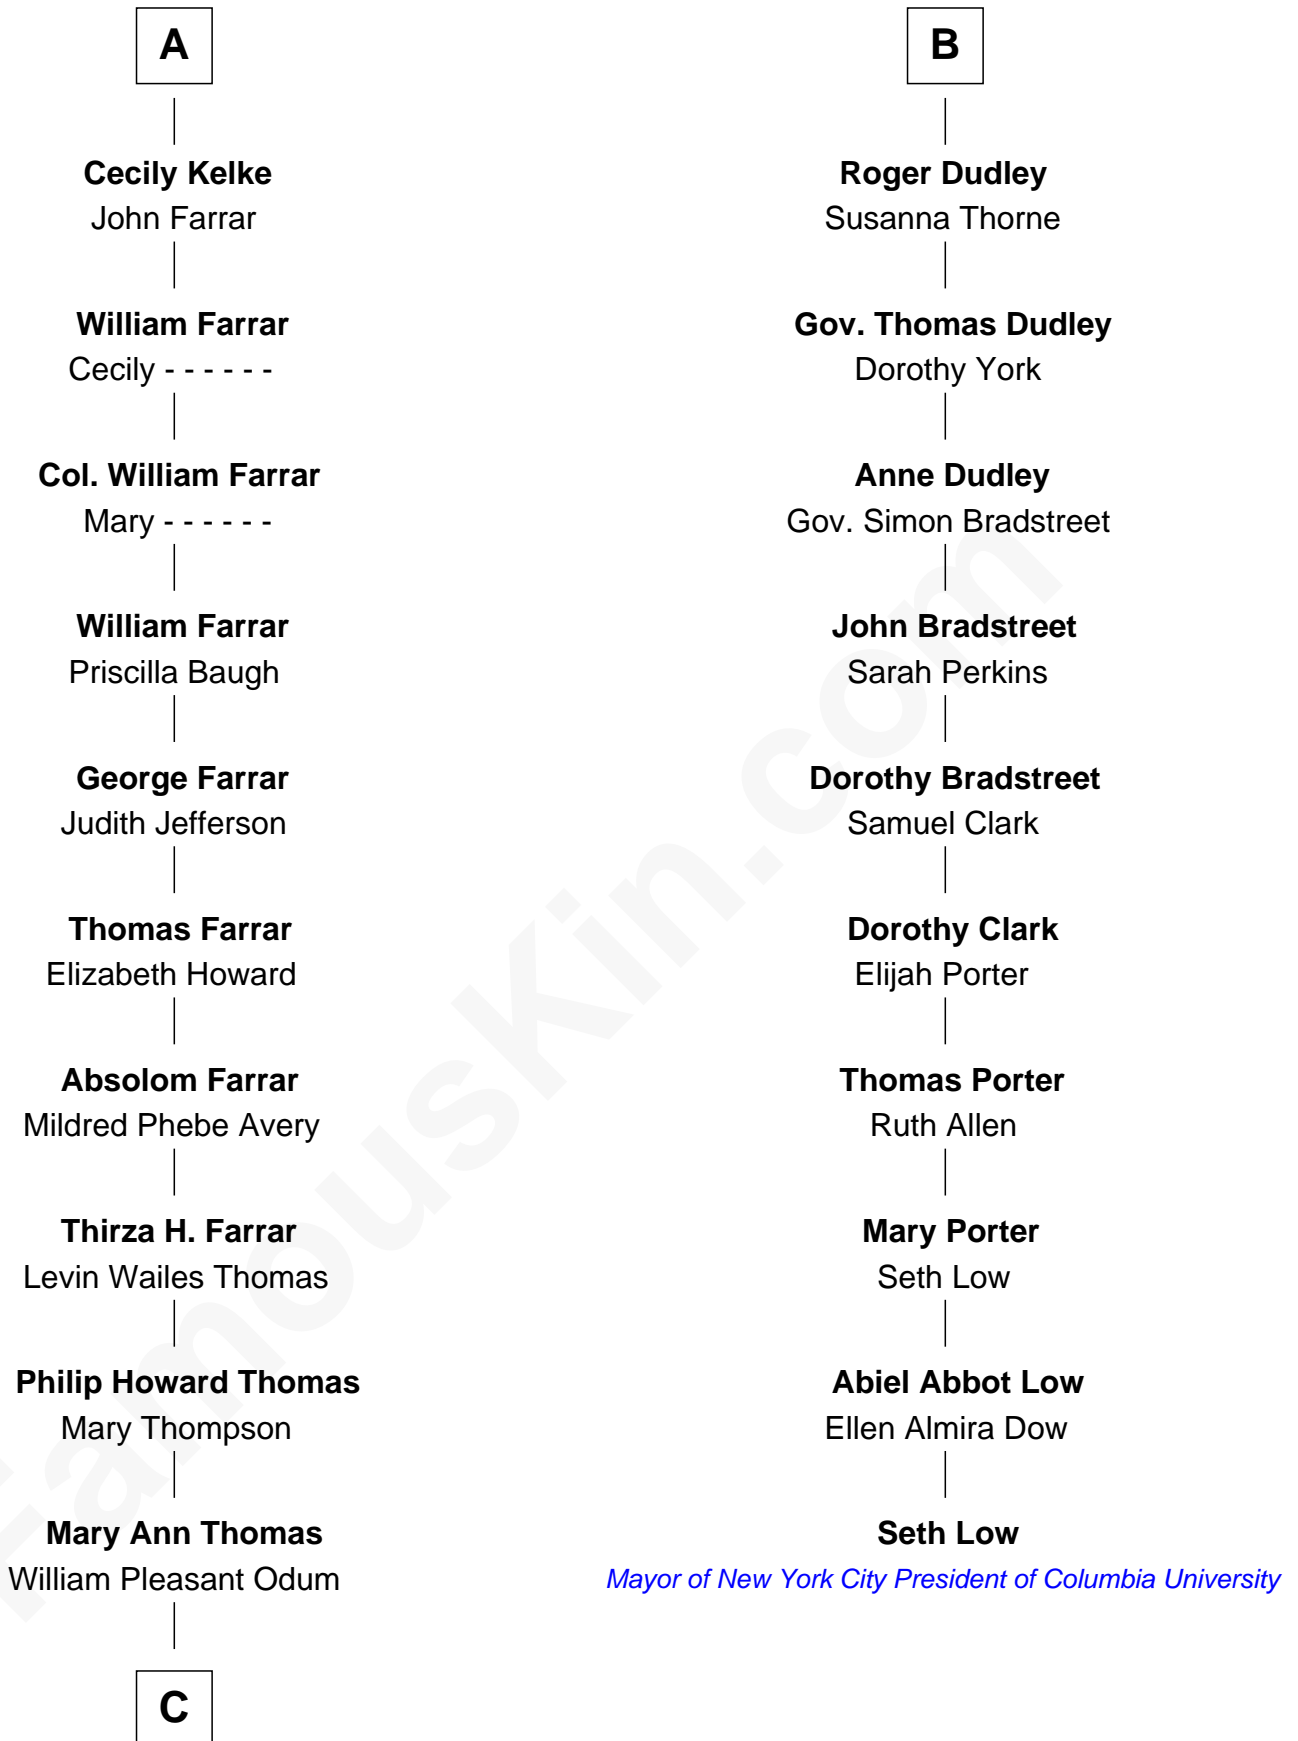 A
Cecily Kelke
John Farrar
William Farrar
Cecily - - - - - -
Col. William Farrar
Mary - - - - - -
William Farrar
Priscilla Baugh
George Farrar
Judith Jefferson
Thomas Farrar
Elizabeth Howard
Absolom Farrar
Mildred Phebe Avery
Thirza H. Farrar
Levin Wailes Thomas
Philip Howard Thomas
Mary Thompson
Mary Ann Thomas
William Pleasant Odum
C
B
Roger Dudley
Susanna Thorne
Gov. Thomas Dudley
Dorothy York
Anne Dudley
Gov. Simon Bradstreet
John Bradstreet
Sarah Perkins
Dorothy Bradstreet
Samuel Clark
Dorothy Clark
Elijah Porter
Thomas Porter
Ruth Allen
Mary Porter
Seth Low
Abiel Abbot Low
Ellen Almira Dow
Seth Low
Mayor of New York City President of Columbia University
FamousKin.com